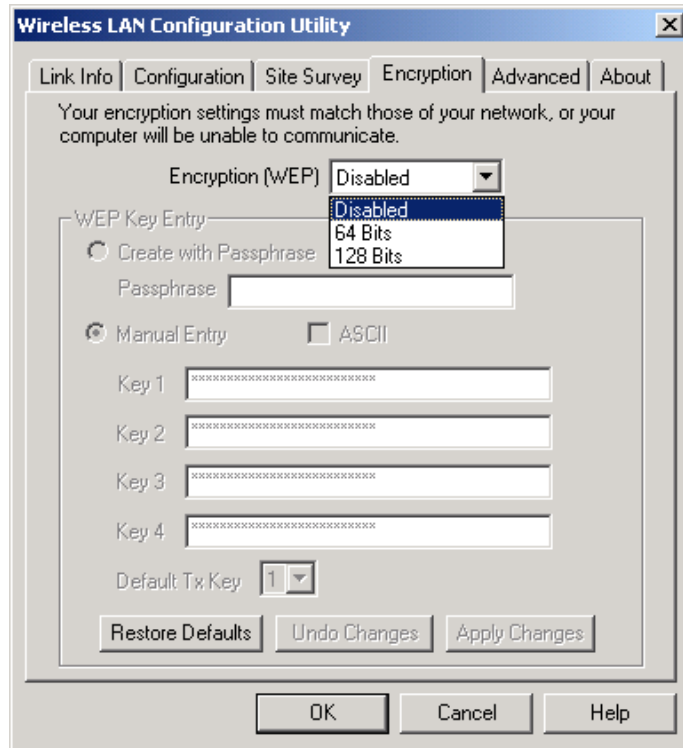 Wireless LAN Configuration Utility
Link Info Configuration Site Survey Encryption Advanced About
Your encryption settings must match those of your network, or your
computer will be unable to communicate.
Encryption (WEP) Disabled
Disabled
64 Bits
128 Bits
WEP Key Entry
Create with Passphrase
Passphrase
Manual Entry ASCII
Key 1 **************************
Key 2 **************************
Key 3 **************************
Key 4 **************************
Default Tx Key 1
Restore Defaults Undo Changes Apply Changes
OK Cancel Help